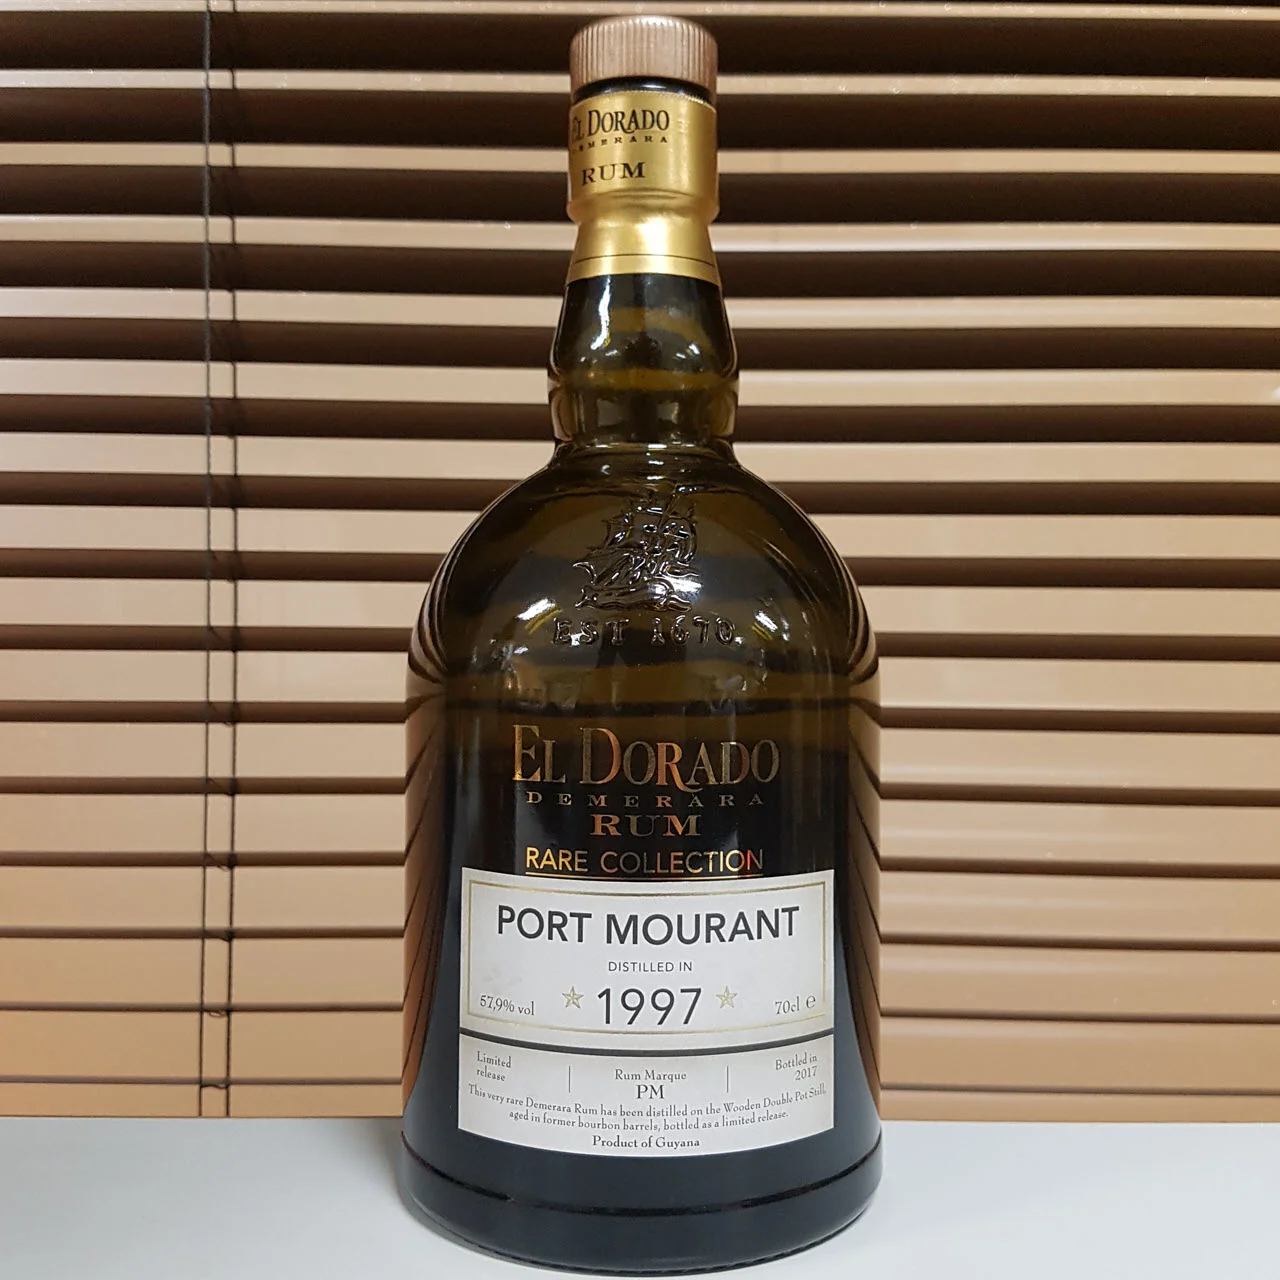 EL DORADO
DEMERARA
RUM
EST 1670
EL DORADO
DEMERARA
RUM
RARE COLLECTION
PORT MOURANT
DISTILLED IN
57,9% vol ☆ 1997 ☆ 70cl ℮
Limited release
Rum Marque
PM
Bottled in
2017
This very rare Demerara Rum has been distilled on the Wooden Double Pot Still,
aged in former bourbon barrels, bottled as a limited release.
Product of Guyana